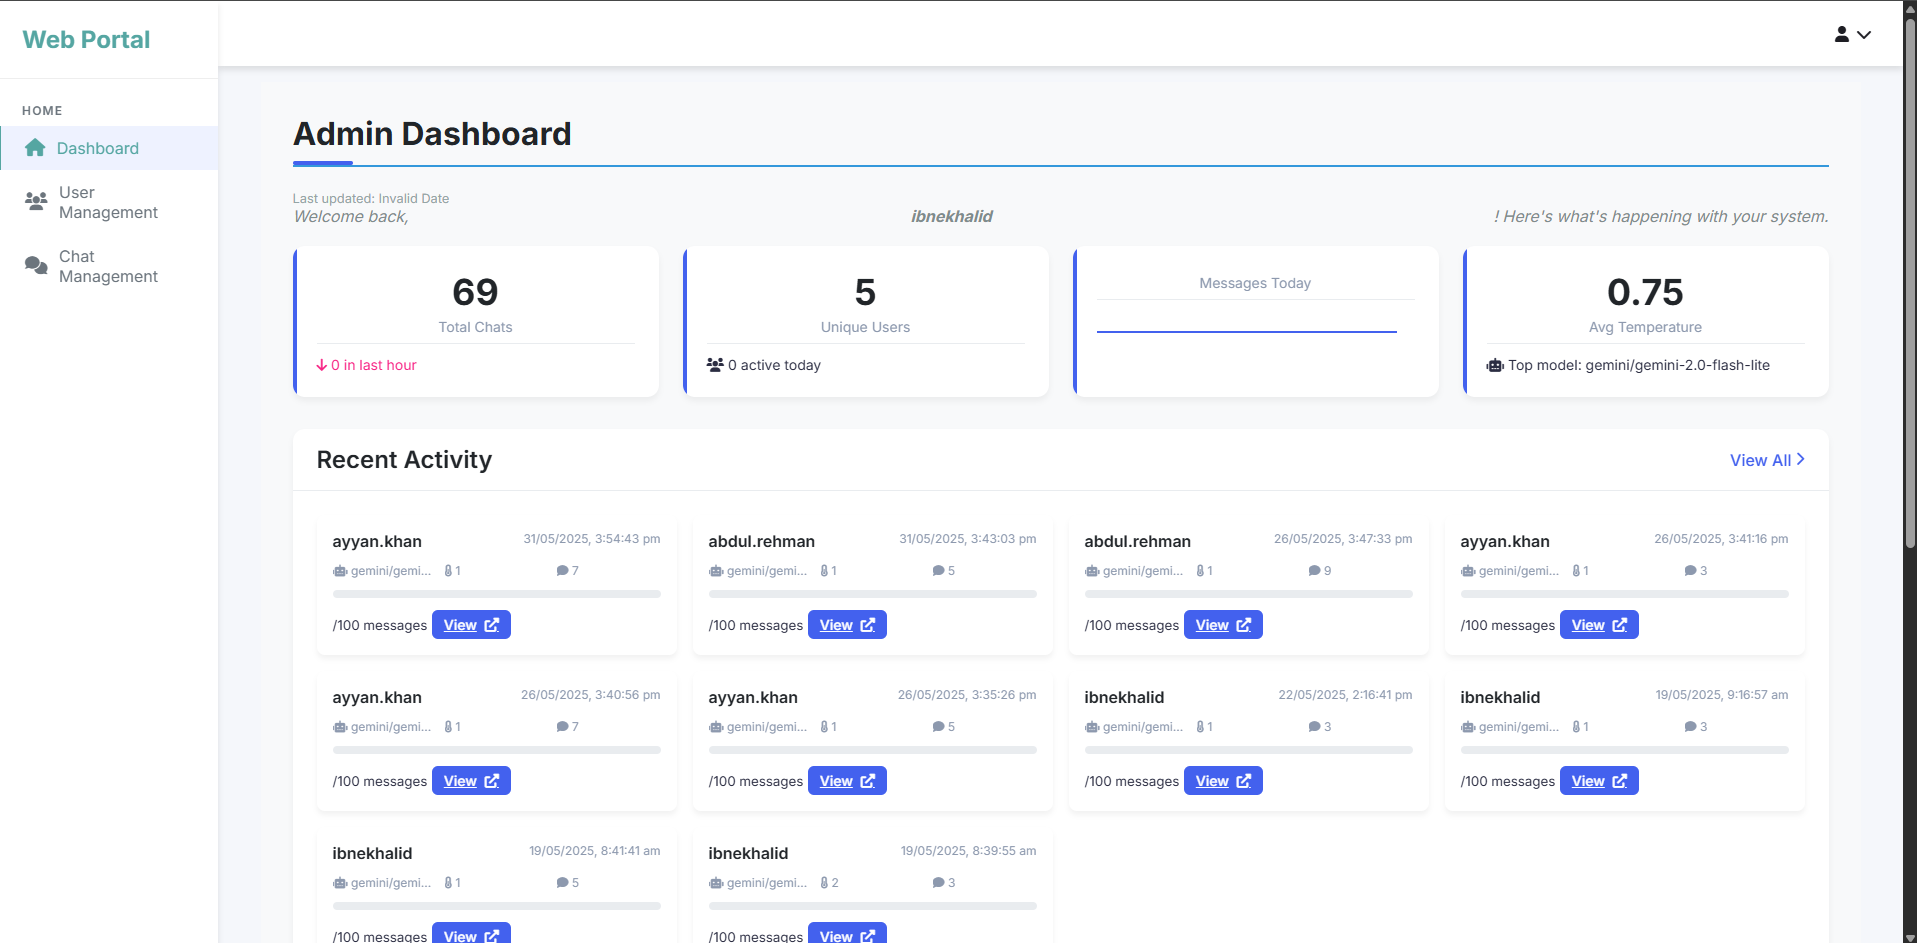 Web Portal
HOME
Dashboard
User
Management
Chat
Management
Admin Dashboard
Last updated: Invalid Date
Welcome back, ibnekhalid ! Here's what's happening with your system.
69
Total Chats
0 in last hour
5
Unique Users
0 active today
Messages Today
0.75
Avg Temperature
Top model: gemini/gemini-2.0-flash-lite
Recent Activity
View All
ayyan.khan 31/05/2025, 3:54:43 pm
gemini/gemi... 1 7
/100 messages View
abdul.rehman 31/05/2025, 3:43:03 pm
gemini/gemi... 1 5
/100 messages View
abdul.rehman 26/05/2025, 3:47:33 pm
gemini/gemi... 1 9
/100 messages View
ayyan.khan 26/05/2025, 3:41:16 pm
gemini/gemi... 1 3
/100 messages View
ayyan.khan 26/05/2025, 3:40:56 pm
gemini/gemi... 1 7
/100 messages View
ayyan.khan 26/05/2025, 3:35:26 pm
gemini/gemi... 1 5
/100 messages View
ibnekhalid 22/05/2025, 2:16:41 pm
gemini/gemi... 1 3
/100 messages View
ibnekhalid 19/05/2025, 9:16:57 am
gemini/gemi... 1 3
/100 messages View
ibnekhalid 19/05/2025, 8:41:41 am
gemini/gemi... 1 5
/100 messages View
ibnekhalid 19/05/2025, 8:39:55 am
gemini/gemi... 2 3
/100 messages View